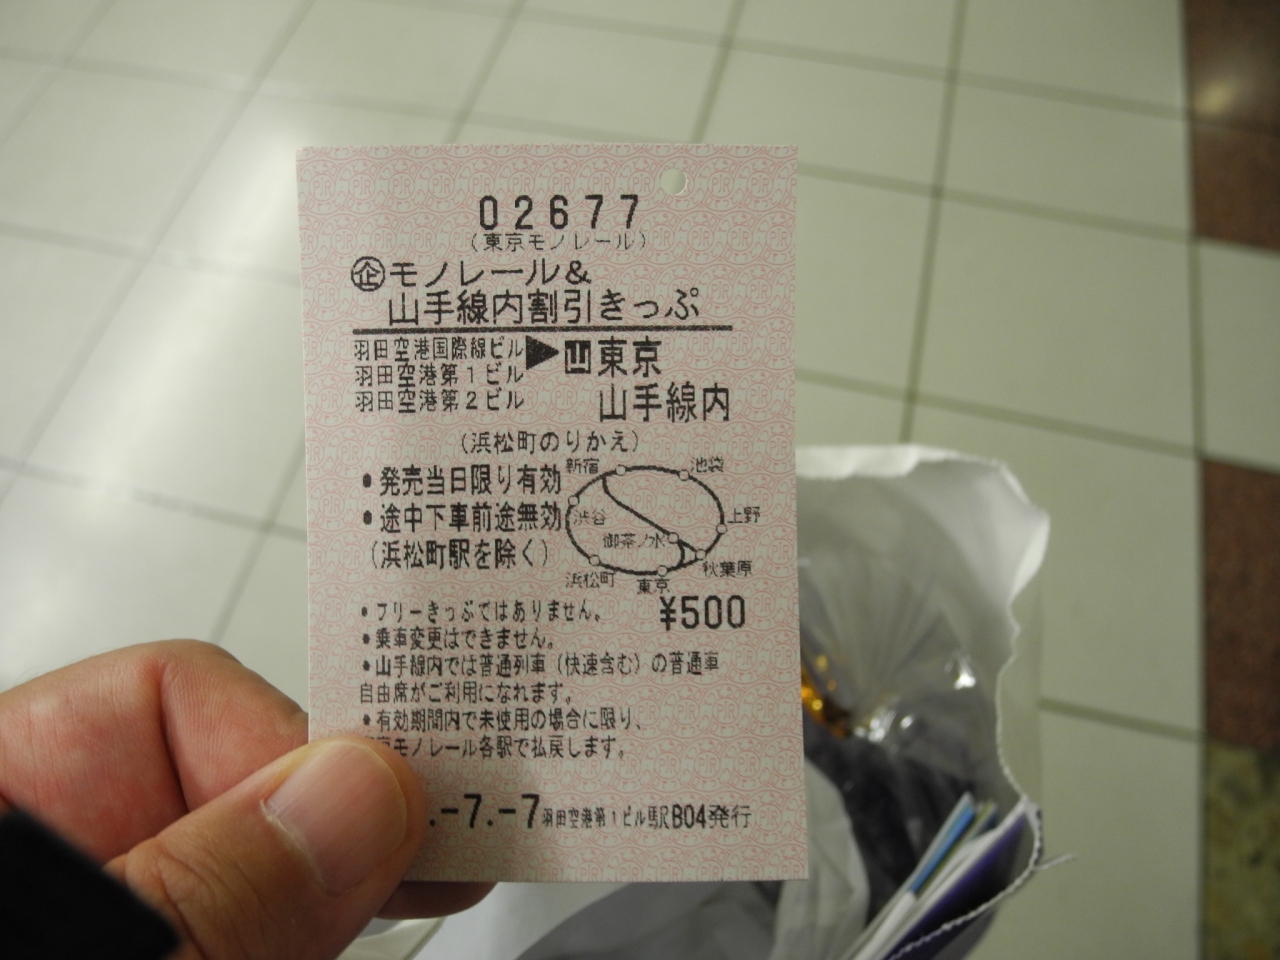 02677
(東京モノレール)
企モノレール&
山手線内割引きっぷ
羽田空港国際線ビル
羽田空港第1ビル
羽田空港第2ビル
▶山東京
山手線内
(浜松町のりかえ)
•発売当日限り有効
•途中下車前途無効
(浜松町駅を除く)
新宿
池袋
渋谷
上野
御茶ノ水
秋葉原
浜松町
東京
¥500
•フリーきっぷではありません。
•乗車変更はできません。
•山手線内では普通列車(快速含む)の普通車
自由席がご利用になれます。
•有効期間内で未使用の場合に限り、
京モノレール各駅で払戻します。
.-7.-7羽田空港第1ビル駅B04発行